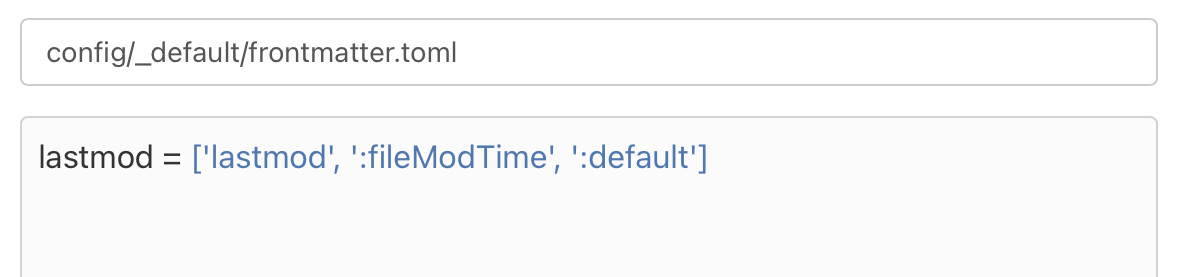 config/_default/frontmatter.toml
lastmod = ['lastmod', ':fileModTime', ':default']